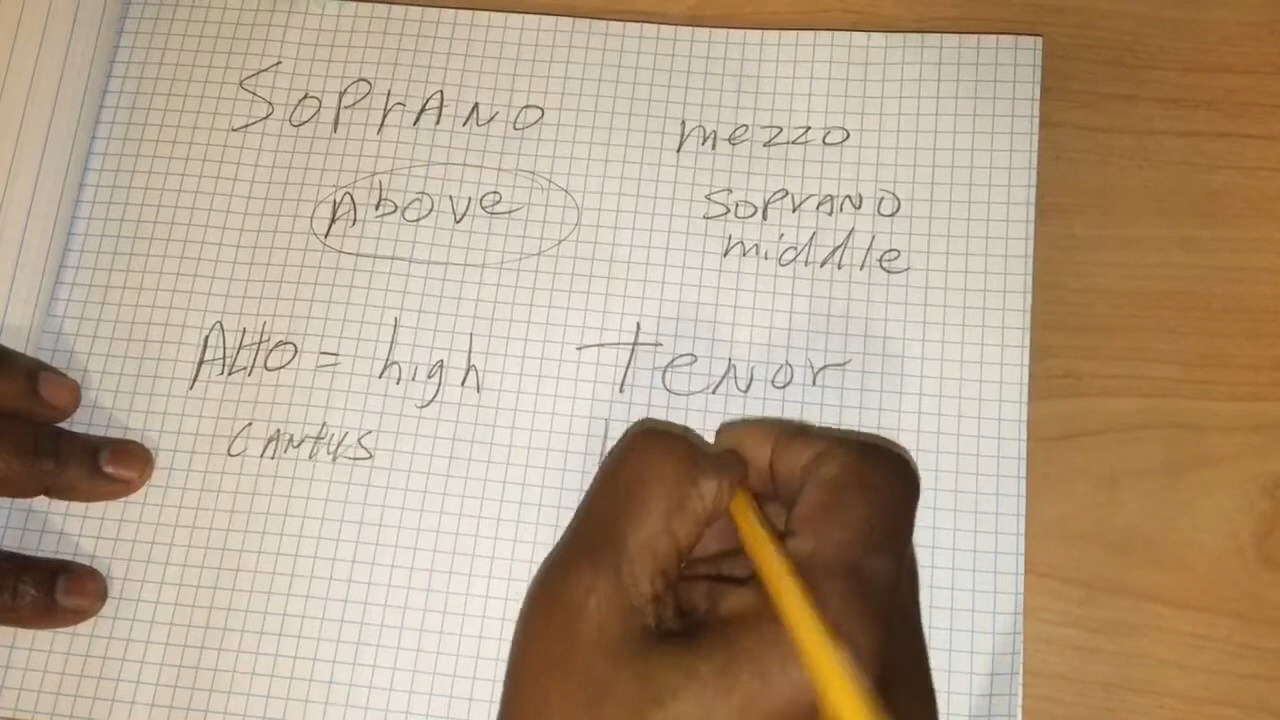 SoprANO
Above
mezzo
SoprANO
middle
Alto = high
CANtUS
tenor